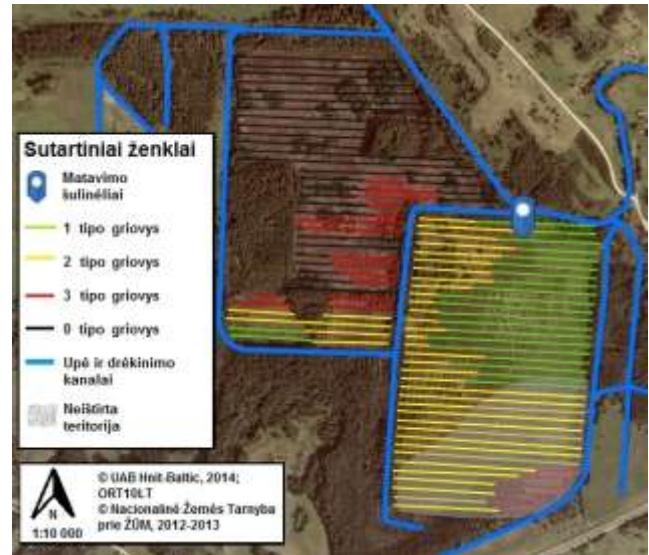 Sutartiniai ženklai
Matavimo
šulinėliai
1 tipo griovys
2 tipo griovys
3 tipo griovys
0 tipo griovys
Upė ir drėkinimo
kanalai
Neištirta
teritorija
© UAB Hnit-Baltic, 2014;
ORT10LT
© Nacionalinė Žemės Tarnyba
prie ŽŪM, 2012-2013
N
1:10 000